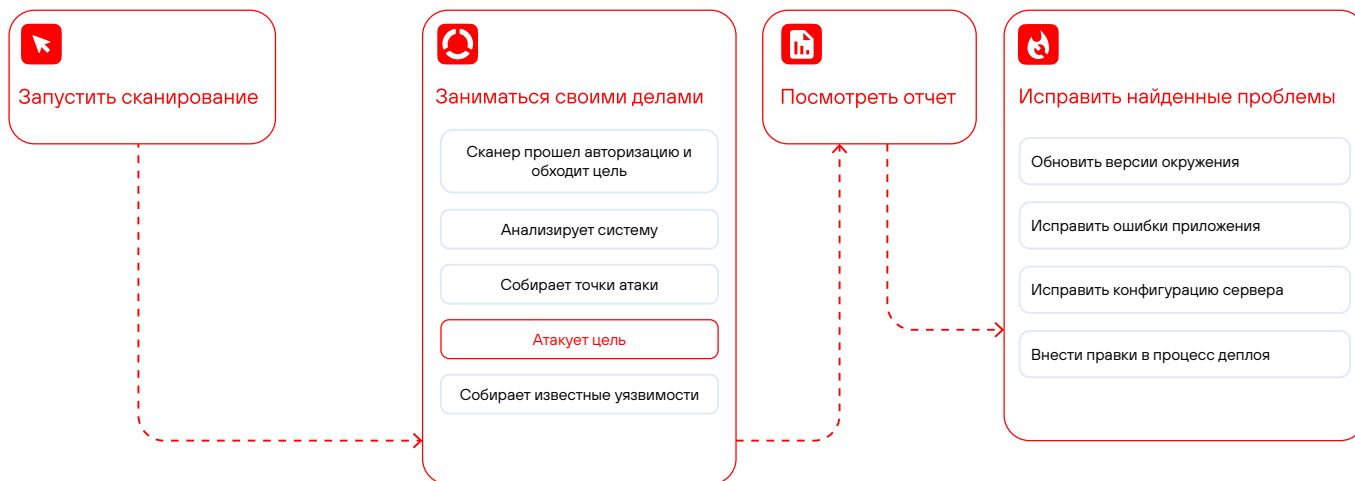 Запустить сканирование
Заниматься своими делами
Сканер прошел авторизацию и
обходит цель
Анализирует систему
Собирает точки атаки
Атакует цель
Собирает известные уязвимости
Посмотреть отчет
Исправить найденные проблемы
Обновить версии окружения
Исправить ошибки приложения
Исправить конфигурацию сервера
Внести правки в процесс деплоя